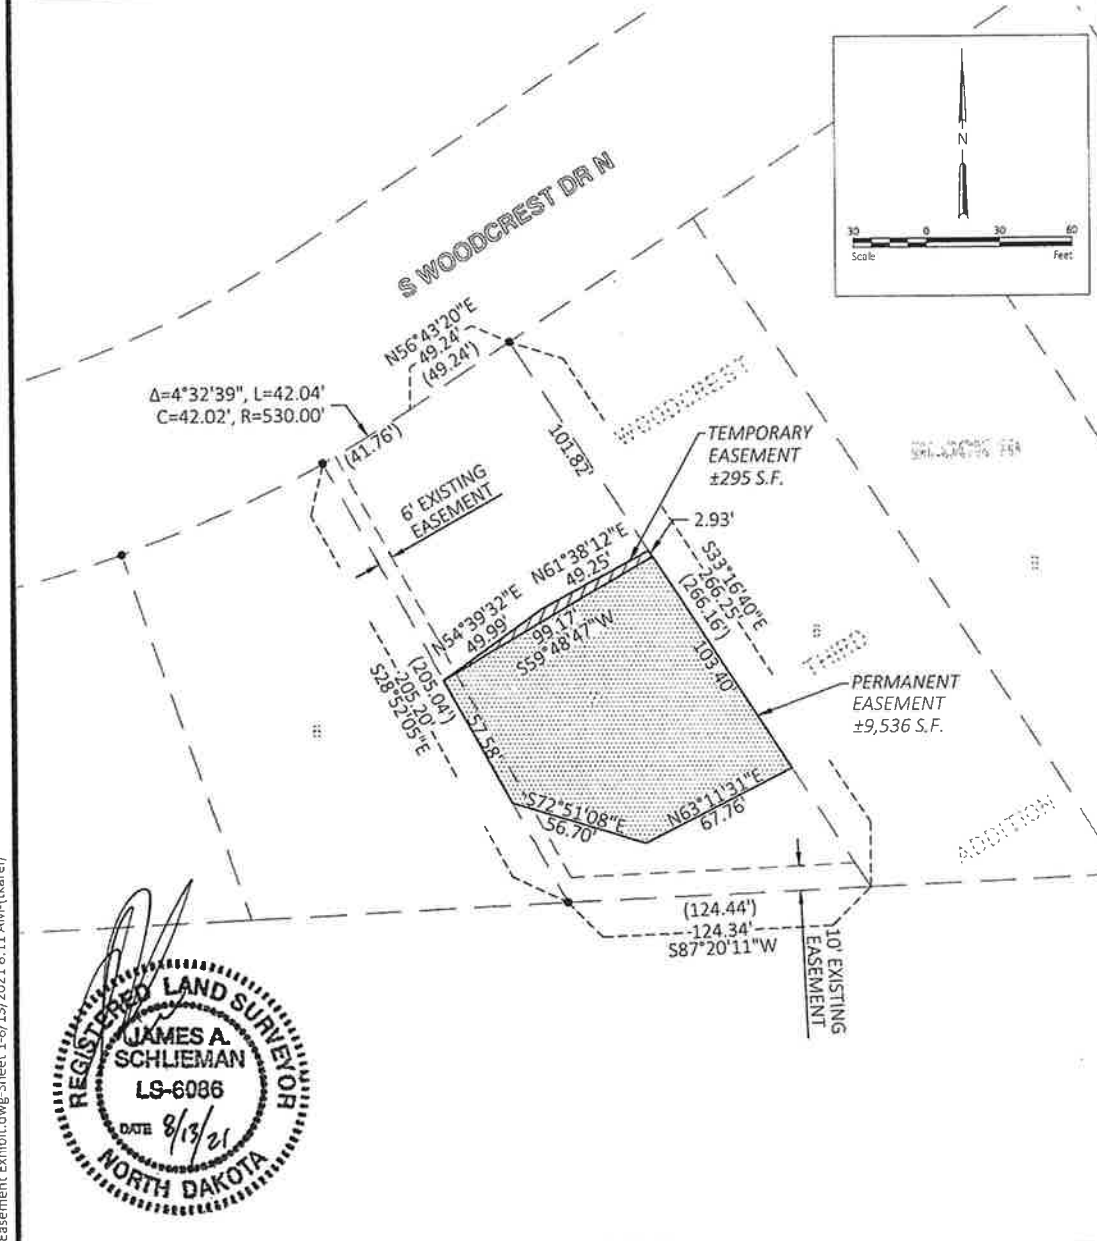 N
30 0 30 60
Scale Feet
S WOODCREST DR N
N56°43'20"E
49.24'
(49.24')
Δ=4°32'39", L=42.04'
C=42.02', R=530.00'
(41.76')
101.87'
WOODCREST
6' EXISTING
EASEMENT
TEMPORARY
EASEMENT
±295 S.F.
2.93'
N61°38'12"E
49.25'
N54°39'32"E
49.99'
99.17'
S59°48'47"W
S33°16'40"E
266.25'
(266.16')
THIRD
(205.04')
205.20'
S28°52'05"E
57.58'
103.40'
PERMANENT
EASEMENT
±9,536 S.F.
S72°51'08"E
56.70'
N63°11'31"E
67.76'
ADDITION
(124.44')
124.34'
S87°20'11"W
10' EXISTING
EASEMENT
REGISTERED LAND SURVEYOR
JAMES A.
SCHLIEMAN
LS-6086
DATE 8/13/21
NORTH DAKOTA